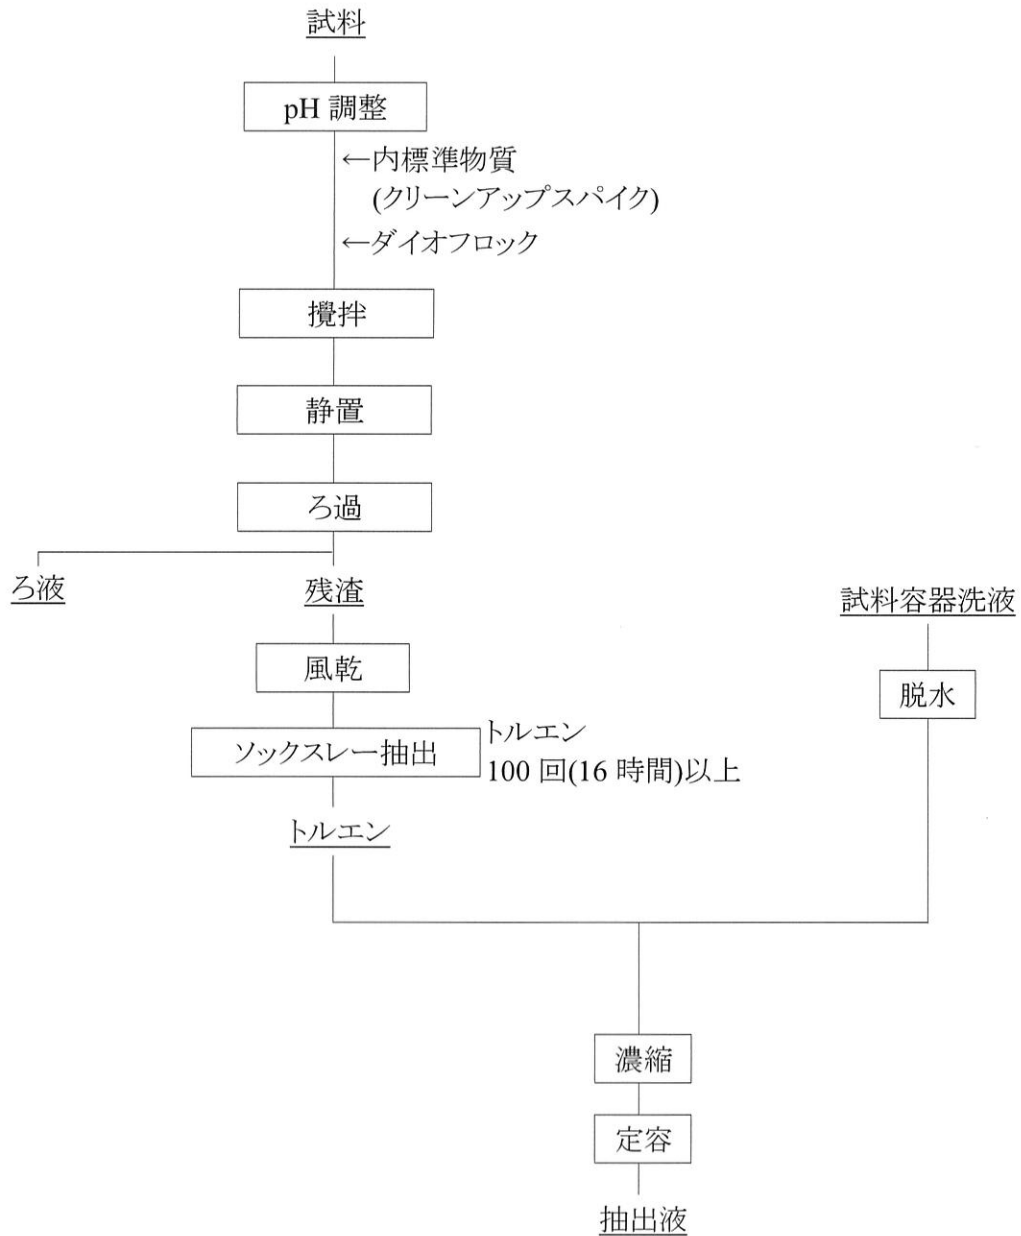 試料
pH 調整
←内標準物質
(クリーンアップスパイク)
←ダイオフロック
攪拌
静置
ろ過
ろ液
残渣
試料容器洗液
風乾
脱水
ソックスレー抽出
トルエン
100 回(16 時間)以上
トルエン
濃縮
定容
抽出液